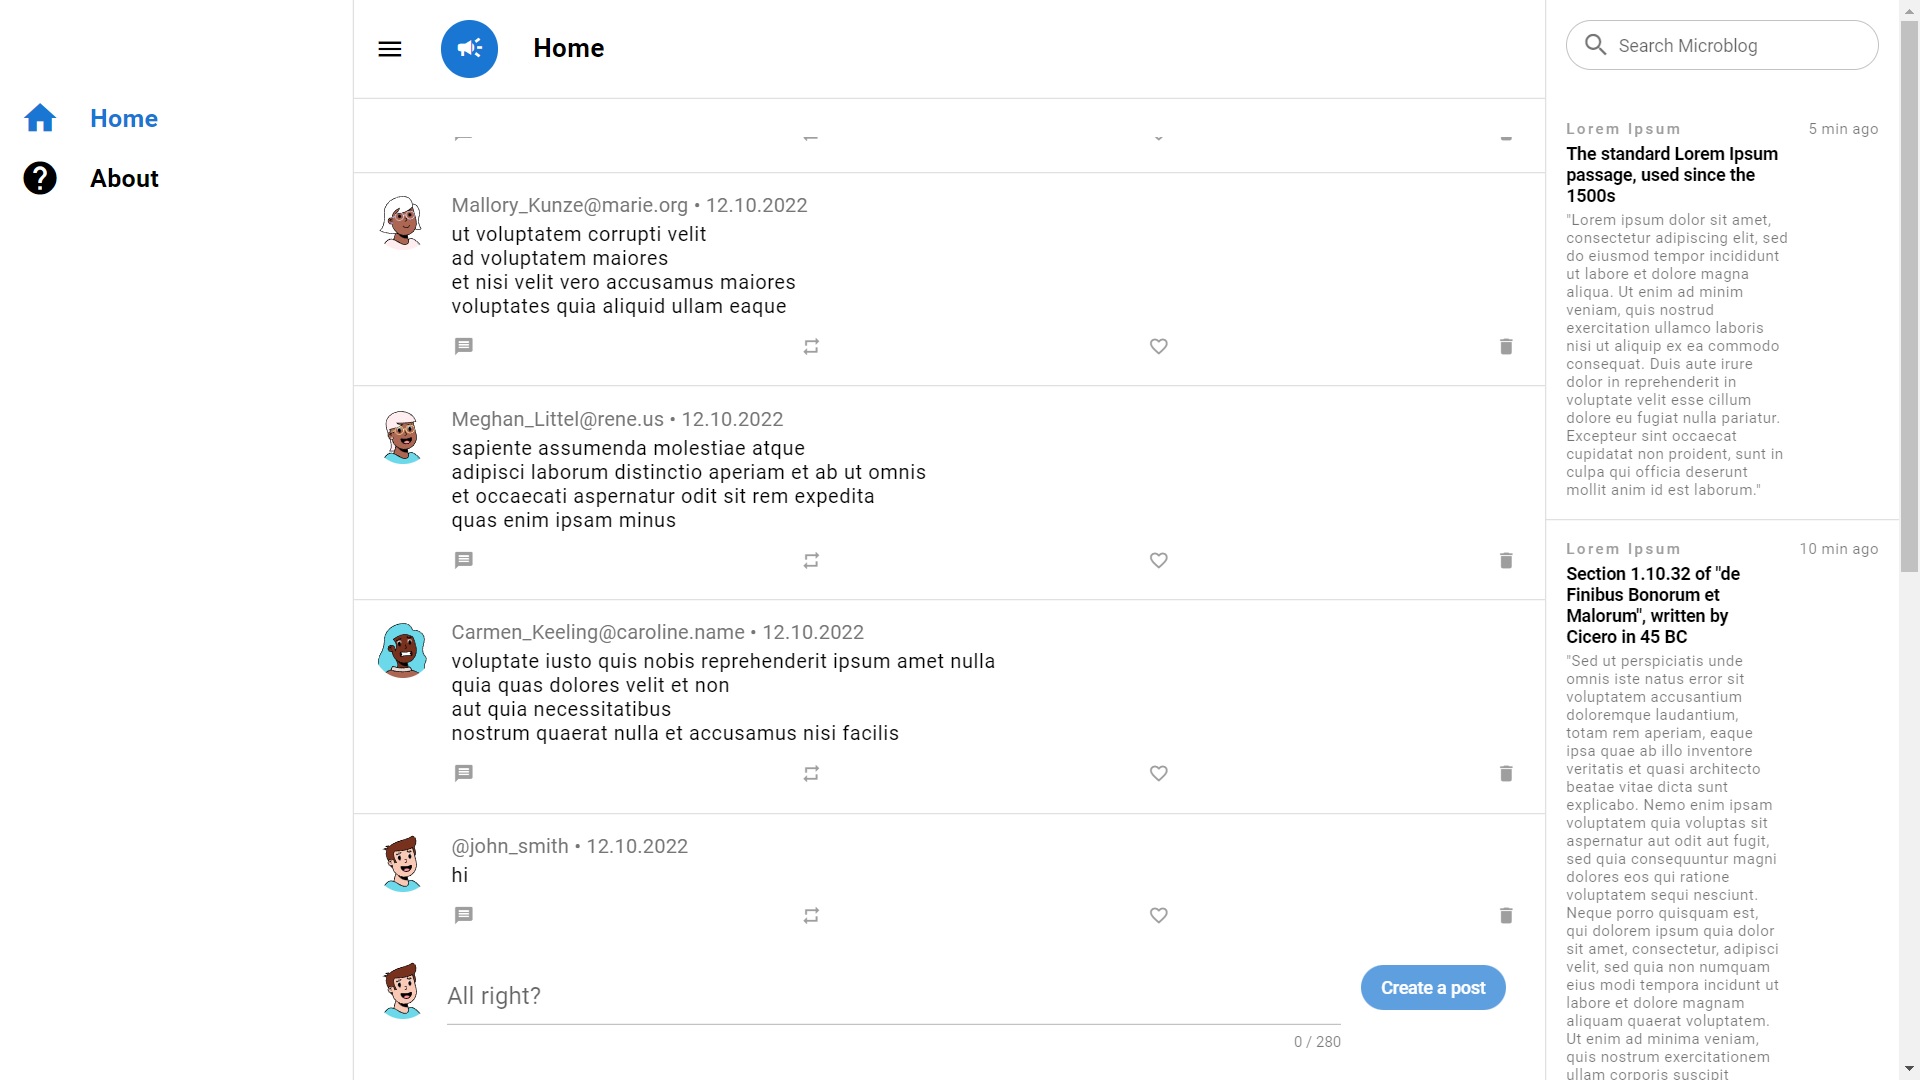 Home
About
Home
Mallory_Kunze@marie.org • 12.10.2022
ut voluptatem corrupti velit
ad voluptatem maiores
et nisi velit vero accusamus maiores
voluptates quia aliquid ullam eaque
Meghan_Littel@rene.us • 12.10.2022
sapiente assumenda molestiae atque
adipisci laborum distinctio aperiam et ab ut omnis
et occaecati aspernatur odit sit rem expedita
quas enim ipsam minus
Carmen_Keeling@caroline.name • 12.10.2022
voluptate iusto quis nobis reprehenderit ipsum amet nulla
quia quas dolores velit et non
aut quia necessitatibus
nostrum quaerat nulla et accusamus nisi facilis
@john_smith • 12.10.2022
hi
All right?
Create a post
0 / 280
Search Microblog
Lorem Ipsum 5 min ago
The standard Lorem Ipsum
passage, used since the
1500s
"Lorem ipsum dolor sit amet,
consectetur adipiscing elit, sed
do eiusmod tempor incididunt
ut labore et dolore magna
aliqua. Ut enim ad minim
veniam, quis nostrud
exercitation ullamco laboris
nisi ut aliquip ex ea commodo
consequat. Duis aute irure
dolor in reprehenderit in
voluptate velit esse cillum
dolore eu fugiat nulla pariatur.
Excepteur sint occaecat
cupidatat non proident, sunt in
culpa qui officia deserunt
mollit anim id est laborum."
Lorem Ipsum 10 min ago
Section 1.10.32 of "de
Finibus Bonorum et
Malorum", written by
Cicero in 45 BC
"Sed ut perspiciatis unde
omnis iste natus error sit
voluptatem accusantium
doloremque laudantium,
totam rem aperiam, eaque
ipsa quae ab illo inventore
veritatis et quasi architecto
beatae vitae dicta sunt
explicabo. Nemo enim ipsam
voluptatem quia voluptas sit
aspernatur aut odit aut fugit,
sed quia consequuntur magni
dolores eos qui ratione
voluptatem sequi nesciunt.
Neque porro quisquam est,
qui dolorem ipsum quia dolor
sit amet, consectetur, adipisci
velit, sed quia non numquam
eius modi tempora incidunt ut
labore et dolore magnam
aliquam quaerat voluptatem.
Ut enim ad minima veniam,
quis nostrum exercitationem
ullam corporis suscipit